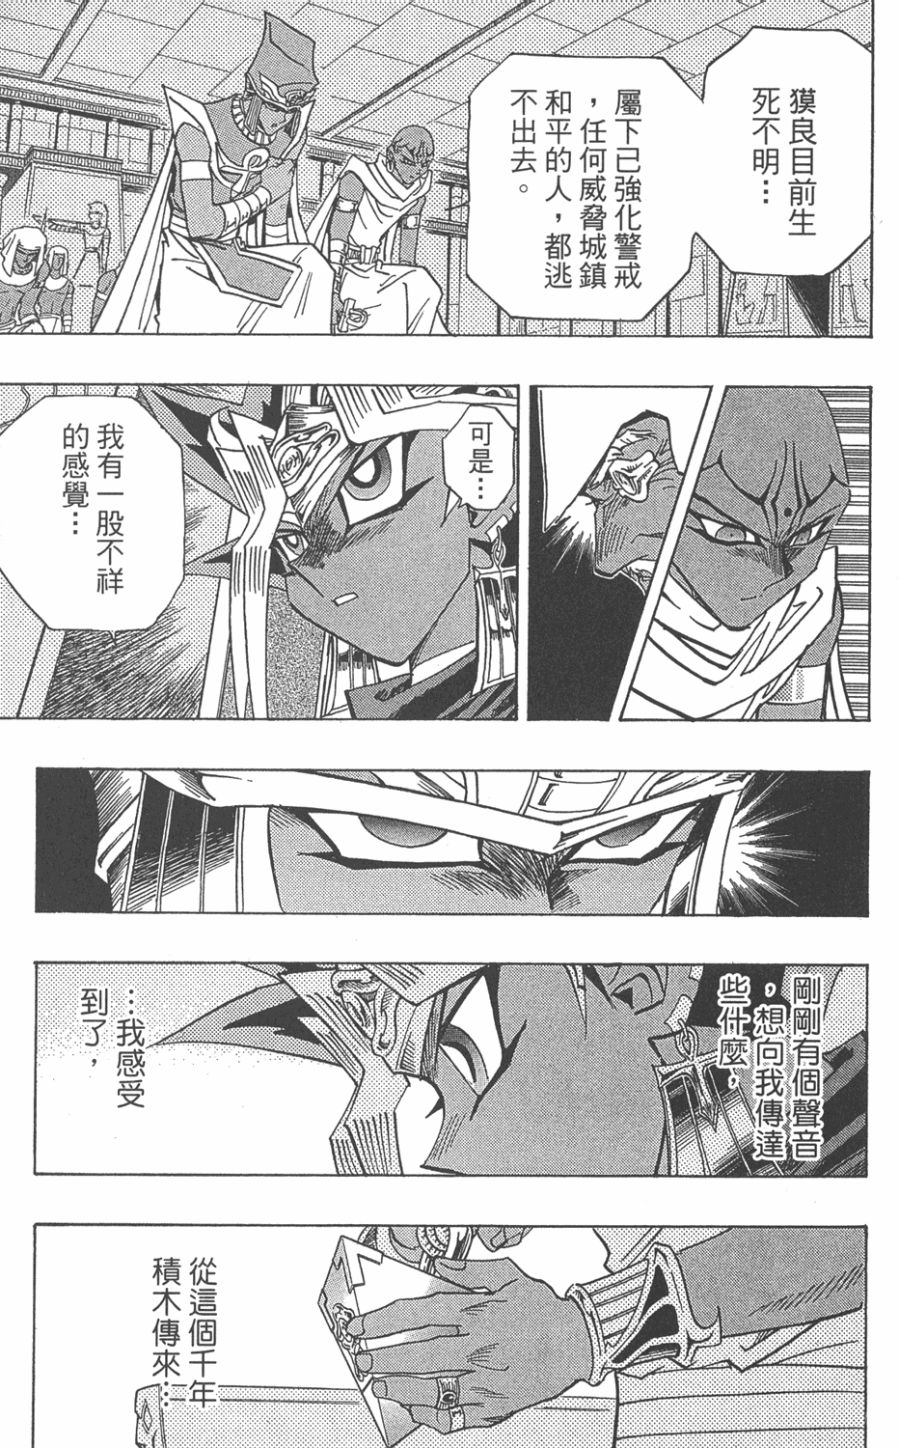 獏良目前生
死不明…
屬下已強化警戒
，任何威脅城鎮
和平的人，都逃
不出去。
可是…
我有一股不祥
的感覺…
剛剛有個聲音
，想向我傳達
些什麼，
…我感受
到了，
從這個千年
積木傳來…